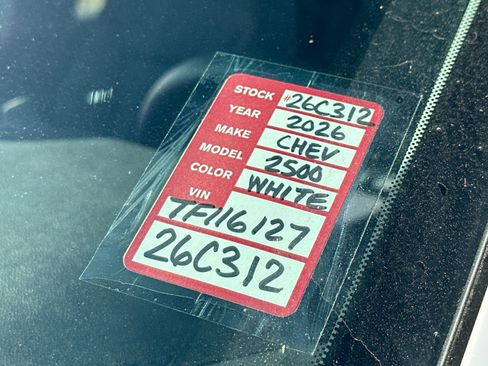 STOCK #26C312
YEAR 2026
MAKE CHEV
MODEL 2500
COLOR WHITE
VIN
TF116127
26C312